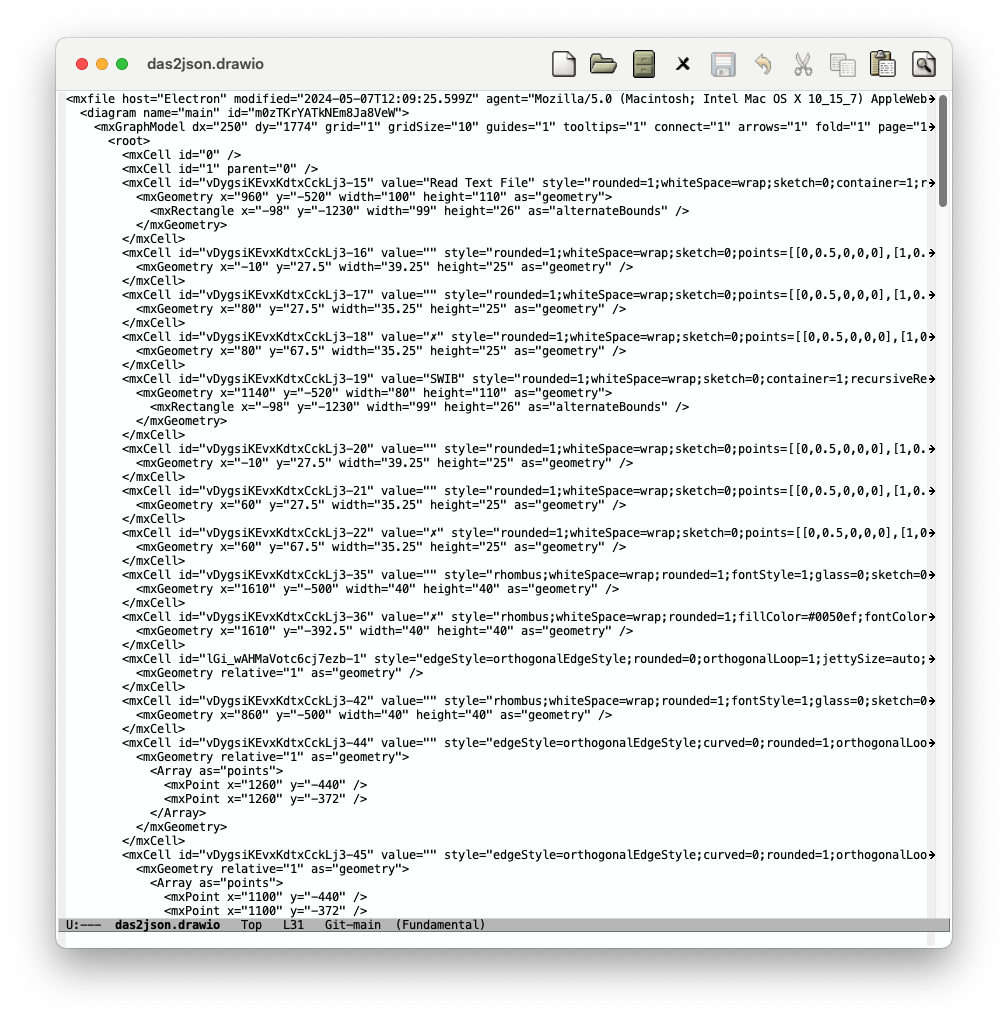 das2json.drawio
<mxfile host="Electron" modified="2024-05-07T12:09:25.599Z" agent="Mozilla/5.0 (Macintosh; Intel Mac OS X 10_15_7) AppleWeb→
  <diagram name="main" id="m0zTKrYATkNEm8Ja8VeW">
    <mxGraphModel dx="250" dy="1774" grid="1" gridSize="10" guides="1" tooltips="1" connect="1" arrows="1" fold="1" page="1→
      <root>
        <mxCell id="0" />
        <mxCell id="1" parent="0" />
        <mxCell id="vDygsiKEvxKdtxCckLj3-15" value="Read Text File" style="rounded=1;whiteSpace=wrap;sketch=0;container=1;r→
          <mxGeometry x="960" y="-520" width="100" height="110" as="geometry">
            <mxRectangle x="-98" y="-1230" width="99" height="26" as="alternateBounds" />
          </mxGeometry>
        </mxCell>
        <mxCell id="vDygsiKEvxKdtxCckLj3-16" value="" style="rounded=1;whiteSpace=wrap;sketch=0;points=[[0,0.5,0,0,0],[1,0.→
          <mxGeometry x="-10" y="27.5" width="39.25" height="25" as="geometry" />
        </mxCell>
        <mxCell id="vDygsiKEvxKdtxCckLj3-17" value="" style="rounded=1;whiteSpace=wrap;sketch=0;points=[[0,0.5,0,0,0],[1,0.→
          <mxGeometry x="80" y="27.5" width="35.25" height="25" as="geometry" />
        </mxCell>
        <mxCell id="vDygsiKEvxKdtxCckLj3-18" value="✗" style="rounded=1;whiteSpace=wrap;sketch=0;points=[[0,0.5,0,0,0],[1,0→
          <mxGeometry x="80" y="67.5" width="35.25" height="25" as="geometry" />
        </mxCell>
        <mxCell id="vDygsiKEvxKdtxCckLj3-19" value="SWIB" style="rounded=1;whiteSpace=wrap;sketch=0;container=1;recursiveRe→
          <mxGeometry x="1140" y="-520" width="80" height="110" as="geometry">
            <mxRectangle x="-98" y="-1230" width="99" height="26" as="alternateBounds" />
          </mxGeometry>
        </mxCell>
        <mxCell id="vDygsiKEvxKdtxCckLj3-20" value="" style="rounded=1;whiteSpace=wrap;sketch=0;points=[[0,0.5,0,0,0],[1,0.→
          <mxGeometry x="-10" y="27.5" width="39.25" height="25" as="geometry" />
        </mxCell>
        <mxCell id="vDygsiKEvxKdtxCckLj3-21" value="" style="rounded=1;whiteSpace=wrap;sketch=0;points=[[0,0.5,0,0,0],[1,0.→
          <mxGeometry x="60" y="27.5" width="35.25" height="25" as="geometry" />
        </mxCell>
        <mxCell id="vDygsiKEvxKdtxCckLj3-22" value="✗" style="rounded=1;whiteSpace=wrap;sketch=0;points=[[0,0.5,0,0,0],[1,0→
          <mxGeometry x="60" y="67.5" width="35.25" height="25" as="geometry" />
        </mxCell>
        <mxCell id="vDygsiKEvxKdtxCckLj3-35" value="" style="rhombus;whiteSpace=wrap;rounded=1;fontStyle=1;glass=0;sketch=0→
          <mxGeometry x="1610" y="-500" width="40" height="40" as="geometry" />
        </mxCell>
        <mxCell id="vDygsiKEvxKdtxCckLj3-36" value="✗" style="rhombus;whiteSpace=wrap;rounded=1;fillColor=#0050ef;fontColor→
          <mxGeometry x="1610" y="-392.5" width="40" height="40" as="geometry" />
        </mxCell>
        <mxCell id="lGi_wAHMaVotc6cj7ezb-1" style="edgeStyle=orthogonalEdgeStyle;rounded=0;orthogonalLoop=1;jettySize=auto;→
          <mxGeometry relative="1" as="geometry" />
        </mxCell>
        <mxCell id="vDygsiKEvxKdtxCckLj3-42" value="" style="rhombus;whiteSpace=wrap;rounded=1;fontStyle=1;glass=0;sketch=0→
          <mxGeometry x="860" y="-500" width="40" height="40" as="geometry" />
        </mxCell>
        <mxCell id="vDygsiKEvxKdtxCckLj3-44" value="" style="edgeStyle=orthogonalEdgeStyle;curved=0;rounded=1;orthogonalLoo→
          <mxGeometry relative="1" as="geometry">
            <Array as="points">
              <mxPoint x="1260" y="-440" />
              <mxPoint x="1260" y="-372" />
            </Array>
          </mxGeometry>
        </mxCell>
        <mxCell id="vDygsiKEvxKdtxCckLj3-45" value="" style="edgeStyle=orthogonalEdgeStyle;curved=0;rounded=1;orthogonalLoo→
          <mxGeometry relative="1" as="geometry">
            <Array as="points">
              <mxPoint x="1100" y="-440" />
              <mxPoint x="1100" y="-372" />
U:---  das2json.drawio   Top   L31   Git-main  (Fundamental)